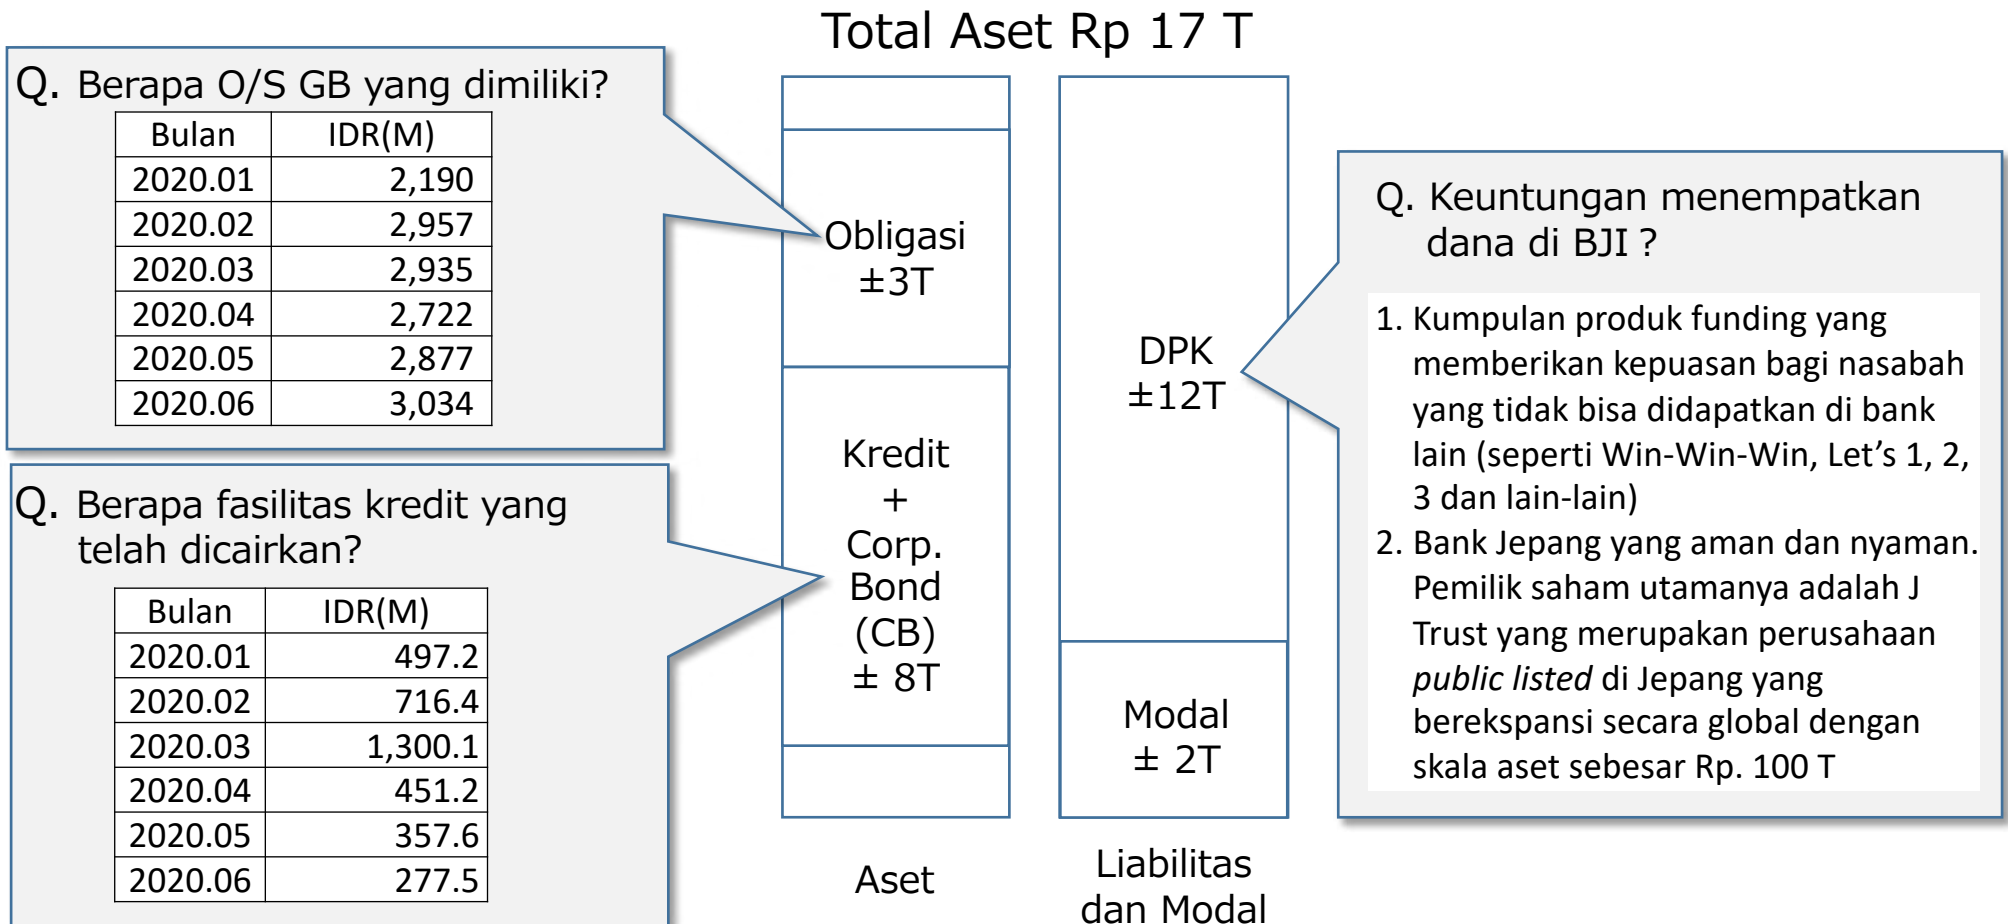 Total Aset Rp 17 T
Q. Berapa O/S GB yang dimiliki?
Bulan IDR(M)
2020.01 2,190
2020.02 2,957
2020.03 2,935
2020.04 2,722
2020.05 2,877
2020.06 3,034
Q. Berapa fasilitas kredit yang
telah dicairkan?
Bulan IDR(M)
2020.01 497.2
2020.02 716.4
2020.03 1,300.1
2020.04 451.2
2020.05 357.6
2020.06 277.5
Obligasi
±3T
Kredit
+
Corp.
Bond
(CB)
± 8T
Aset
DPK
±12T
Modal
± 2T
Liabilitas
dan Modal
Q. Keuntungan menempatkan
dana di BJI ?
1. Kumpulan produk funding yang
memberikan kepuasan bagi nasabah
yang tidak bisa didapatkan di bank
lain (seperti Win-Win-Win, Let’s 1, 2,
3 dan lain-lain)
2. Bank Jepang yang aman dan nyaman.
Pemilik saham utamanya adalah J
Trust yang merupakan perusahaan
public listed di Jepang yang
berekspansi secara global dengan
skala aset sebesar Rp. 100 T